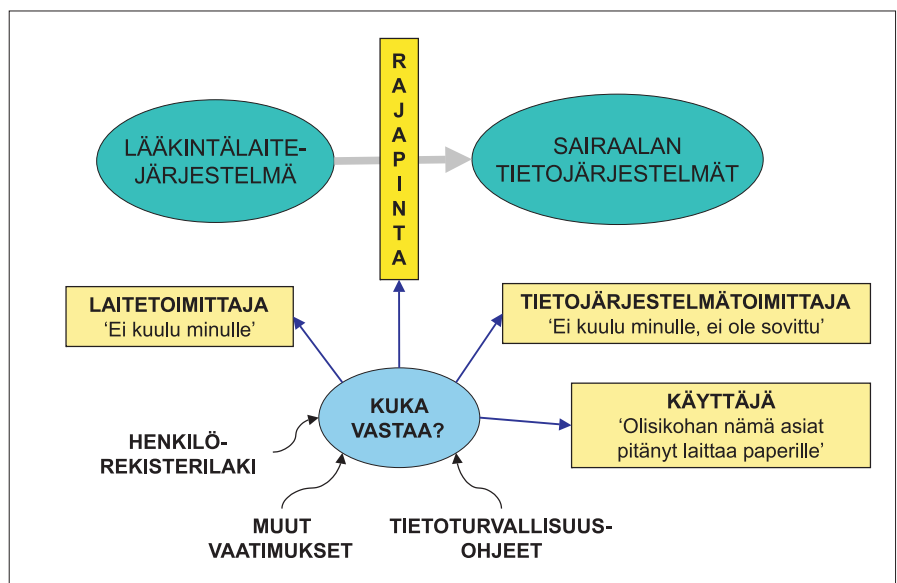 RAJAPINTA
LÄÄKINTÄLAITE-
JÄRJESTELMÄ
SAIRAALAN
TIETOJÄRJESTELMÄT
LAITETOIMITTAJA
‘Ei kuulu minulle’
TIETOJÄRJESTELMÄTOIMITTAJA
‘Ei kuulu minulle, ei ole sovittu’
KUKA
VASTAA?
KÄYTTÄJÄ
‘Olisikohan nämä asiat
pitänyt laittaa paperille’
HENKILÖ-
REKISTERILAKI
MUUT
VAATIMUKSET
TIETOTURVALLISUUS-
OHJEET